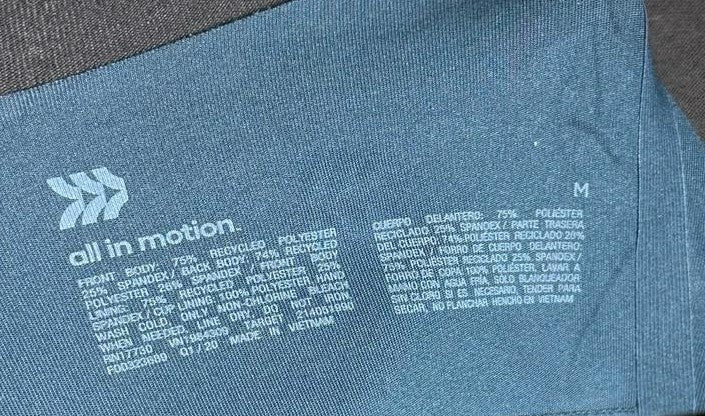 all in motion.
FRONT BODY: 75% RECYCLED POLYESTER
25% SPANDEX/ BACK BODY: 74% RECYCLED
POLYESTER 26% SPANDEX / FRONT BODY
LINING: 75% RECYCLED POLYESTER 25%
SPANDEX/CUP LINING 100% POLYESTER. HAND
WASH COLD. ONLY NON-CHLORINE BLEACH
WHEN NEEDED, LINE DRY. DO NOT IRON.
RN17730 TARGET
Q1/20 MADE IN VIETNAM
M
CUERPO DELANTERO: 75% POLIÉSTER
RECICLADO 25% SPANDEX/ PARTE TRASERA
DEL CUERPO: 74% POLIÉSTER RECICLADO 26%
SPANDEX/ FORRO DE CUERPO DELANTERO:
75% POLIÉSTER RECICLADO 25% SPANDEX/
FORRO DE COPA 100% POLIÉSTER. LAVAR A
MANO CON AGUA FRÍA, SOLO BLANQUEADOR
SIN CLORO SI ES NECESARIO, TENDER PARA
SECAR, NO PLANCHAR HENCHO EN VIETNAM